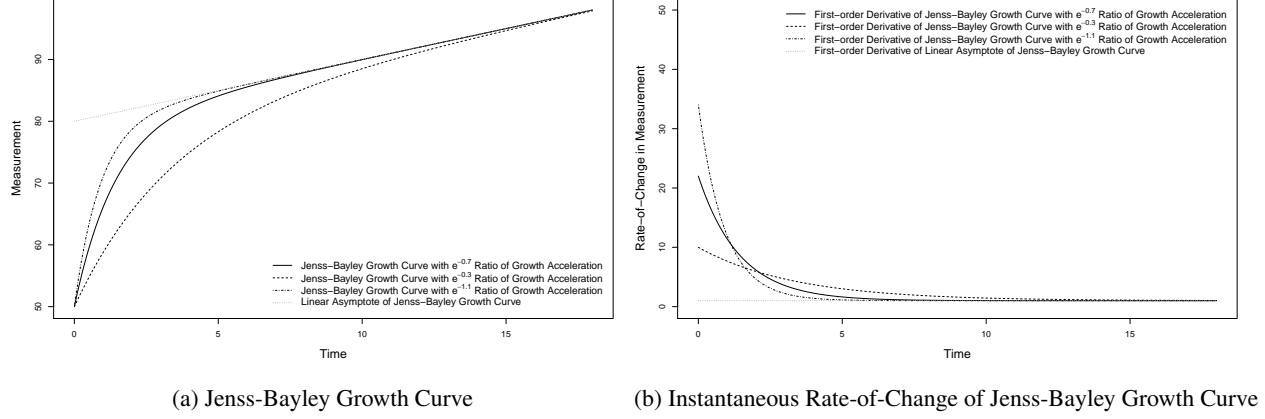 Measurement
50
60
70
80
90
0
5
10
15
Time
Jenss−Bayley Growth Curve with e−0.7 Ratio of Growth Acceleration
Jenss−Bayley Growth Curve with e−0.3 Ratio of Growth Acceleration
Jenss−Bayley Growth Curve with e−1.1 Ratio of Growth Acceleration
Linear Asymptote of Jenss−Bayley Growth Curve
(a) Jenss-Bayley Growth Curve
Rate−of−Change in Measurement
0
10
20
30
40
50
0
5
10
15
Time
First−order Derivative of Jenss−Bayley Growth Curve with e−0.7 Ratio of Growth Acceleration
First−order Derivative of Jenss−Bayley Growth Curve with e−0.3 Ratio of Growth Acceleration
First−order Derivative of Jenss−Bayley Growth Curve with e−1.1 Ratio of Growth Acceleration
First−order Derivative of Linear Asymptote of Jenss−Bayley Growth Curve
(b) Instantaneous Rate-of-Change of Jenss-Bayley Growth Curve